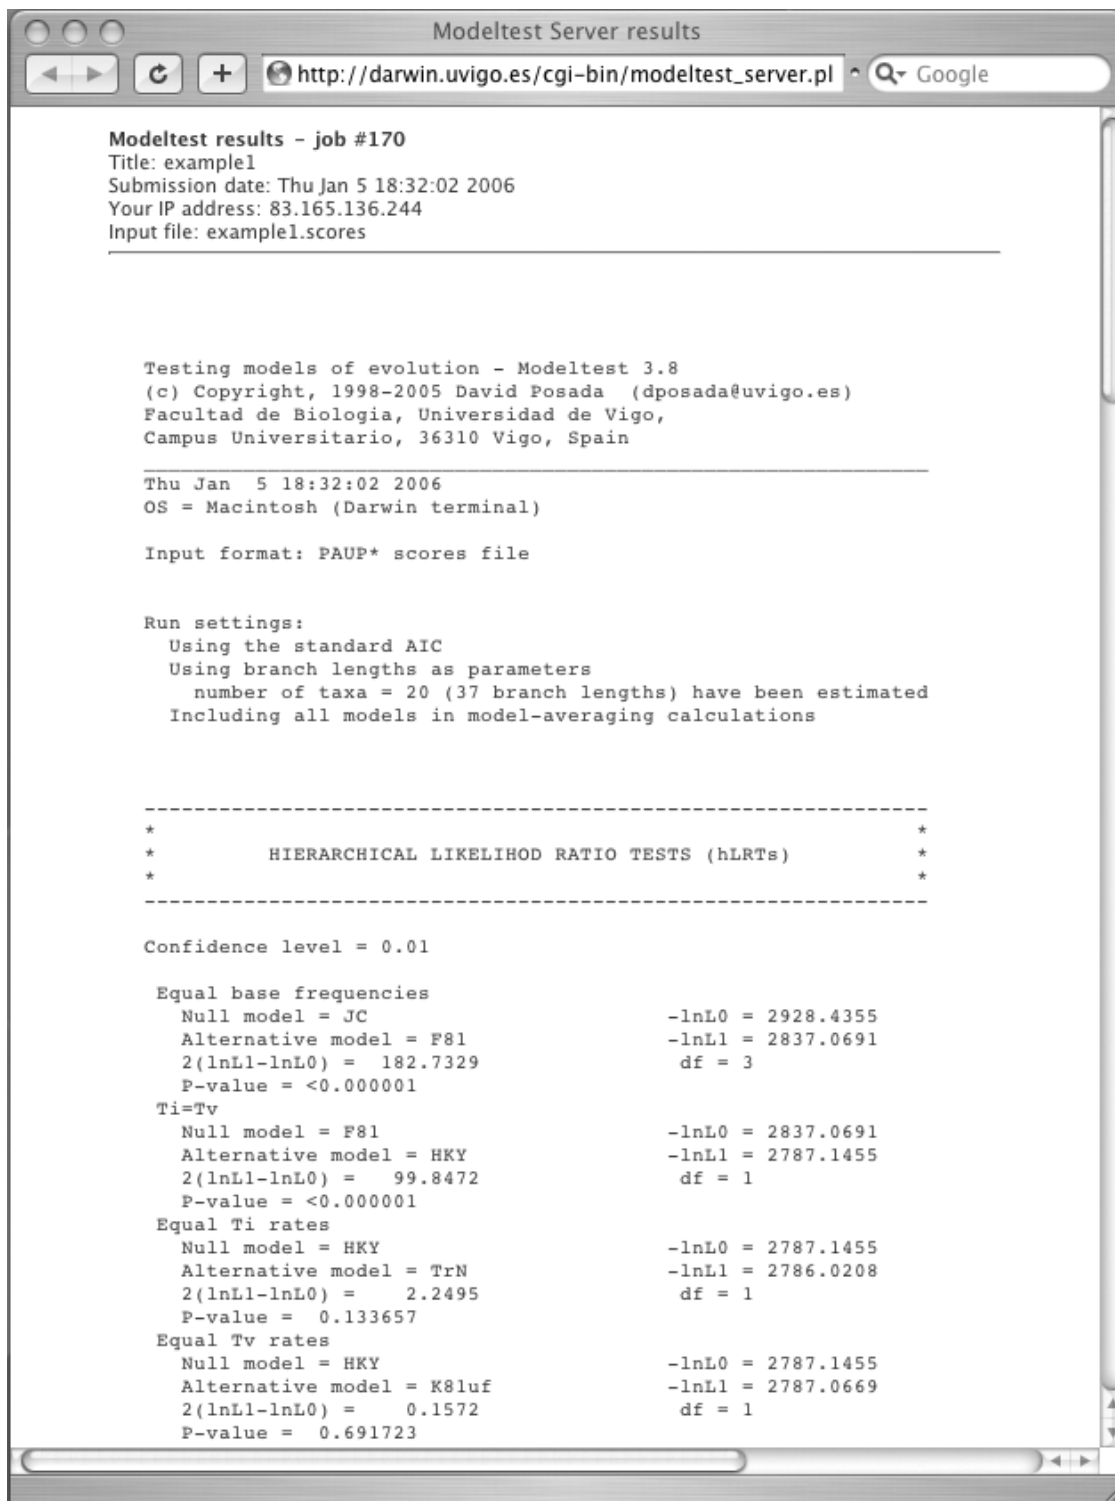 Modeltest Server results
http://darwin.uvigo.es/cgi-bin/modeltest_server.pl
Google
Modeltest results - job #170
Title: example1
Submission date: Thu Jan 5 18:32:02 2006
Your IP address: 83.165.136.244
Input file: example1.scores
Testing models of evolution - Modeltest 3.8
(c) Copyright, 1998-2005 David Posada  (dposada@uvigo.es)
Facultad de Biologia, Universidad de Vigo,
Campus Universitario, 36310 Vigo, Spain
_______________________________________________________________
Thu Jan  5 18:32:02 2006
OS = Macintosh (Darwin terminal)
Input format: PAUP* scores file
Run settings:
  Using the standard AIC
  Using branch lengths as parameters
    number of taxa = 20 (37 branch lengths) have been estimated
  Including all models in model-averaging calculations
---------------------------------------------------------------
*                                                             *
*         HIERARCHICAL LIKELIHOD RATIO TESTS (hLRTs)          *
*                                                             *
---------------------------------------------------------------
Confidence level = 0.01
 Equal base frequencies
   Null model = JC                        -lnL0 = 2928.4355
   Alternative model = F81                -lnL1 = 2837.0691
   2(lnL1-lnL0) =  182.7329                df = 3
   P-value = <0.000001
 Ti=Tv
   Null model = F81                       -lnL0 = 2837.0691
   Alternative model = HKY                -lnL1 = 2787.1455
   2(lnL1-lnL0) =   99.8472                df = 1
   P-value = <0.000001
 Equal Ti rates
   Null model = HKY                       -lnL0 = 2787.1455
   Alternative model = TrN                -lnL1 = 2786.0208
   2(lnL1-lnL0) =    2.2495                df = 1
   P-value =  0.133657
 Equal Tv rates
   Null model = HKY                       -lnL0 = 2787.1455
   Alternative model = K81uf              -lnL1 = 2787.0669
   2(lnL1-lnL0) =    0.1572                df = 1
   P-value =  0.691723